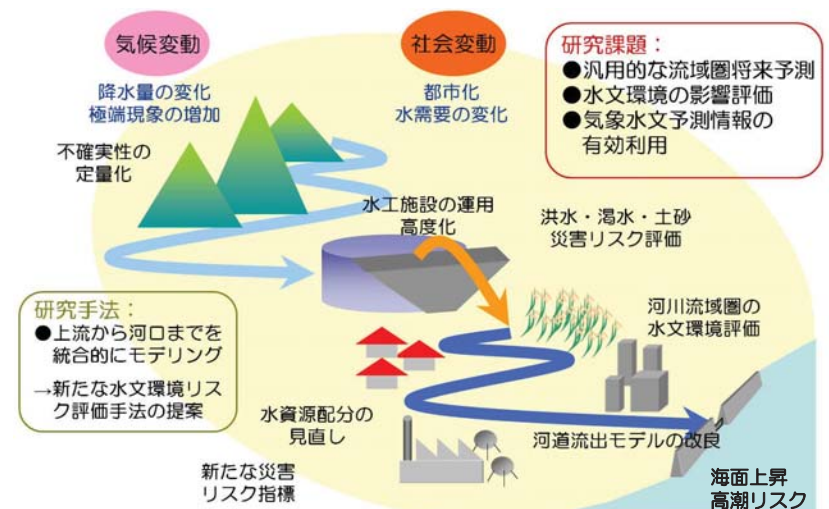 気候変動
社会変動
降水量の変化
極端現象の増加
都市化
水需要の変化
研究課題：
●汎用的な流域圏将来予測
●水文環境の影響評価
●気象水文予測情報の
有効利用
不確実性の
定量化
水工施設の運用
高度化
洪水・渇水・土砂
災害リスク評価
研究手法：
●上流から河口までを
統合的にモデリング
→新たな水文環境リス
ク評価手法の提案
河川流域圏の
水文環境評価
水資源配分の
見直し
河道流出モデルの改良
新たな災害
リスク指標
海面上昇
高潮リスク